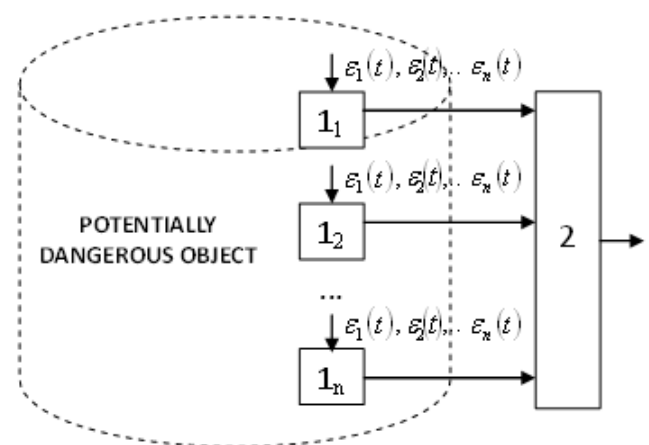 ε₁(t), ε₂(t),.. εₙ(t)
1₁
ε₁(t), ε₂(t),.. εₙ(t)
POTENTIALLY
DANGEROUS OBJECT
1₂
2
...
ε₁(t), ε₂(t),.. εₙ(t)
1ₙ